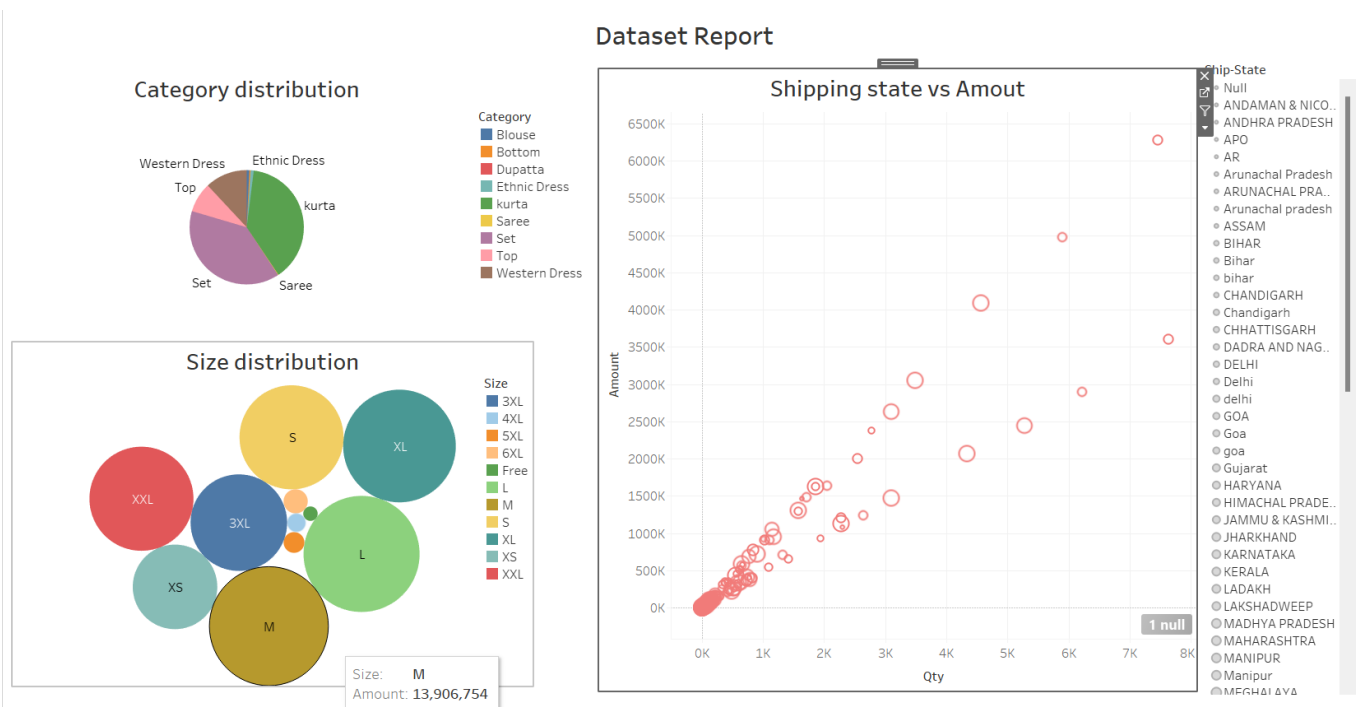 Dataset Report
Category distribution
Western Dress
Ethnic Dress
Top
kurta
Set
Saree
Category
Blouse
Bottom
Dupatta
Ethnic Dress
kurta
Saree
Set
Top
Western Dress
Size distribution
S
XL
XXL
3XL
L
XS
M
Size
3XL
4XL
5XL
6XL
Free
L
M
S
XL
XS
XXL
Size: M
Amount: 13,906,754
Shipping state vs Amout
6500K
6000K
5500K
5000K
4500K
4000K
3500K
3000K
2500K
2000K
1500K
1000K
500K
0K
Amount
0K 1K 2K 3K 4K 5K 6K 7K 8K
Qty
1 null
Ship-State
Null
ANDAMAN & NICO..
ANDHRA PRADESH
APO
AR
Arunachal Pradesh
ARUNACHAL PRA..
Arunachal pradesh
ASSAM
BIHAR
Bihar
bihar
CHANDIGARH
Chandigarh
CHHATTISGARH
DADRA AND NAG..
DELHI
Delhi
delhi
GOA
Goa
goa
Gujarat
HARYANA
HIMACHAL PRADE..
JAMMU & KASHMI..
JHARKHAND
KARNATAKA
KERALA
LADAKH
LAKSHADWEEP
MADHYA PRADESH
MAHARASHTRA
MANIPUR
Manipur
MEGHALAYA